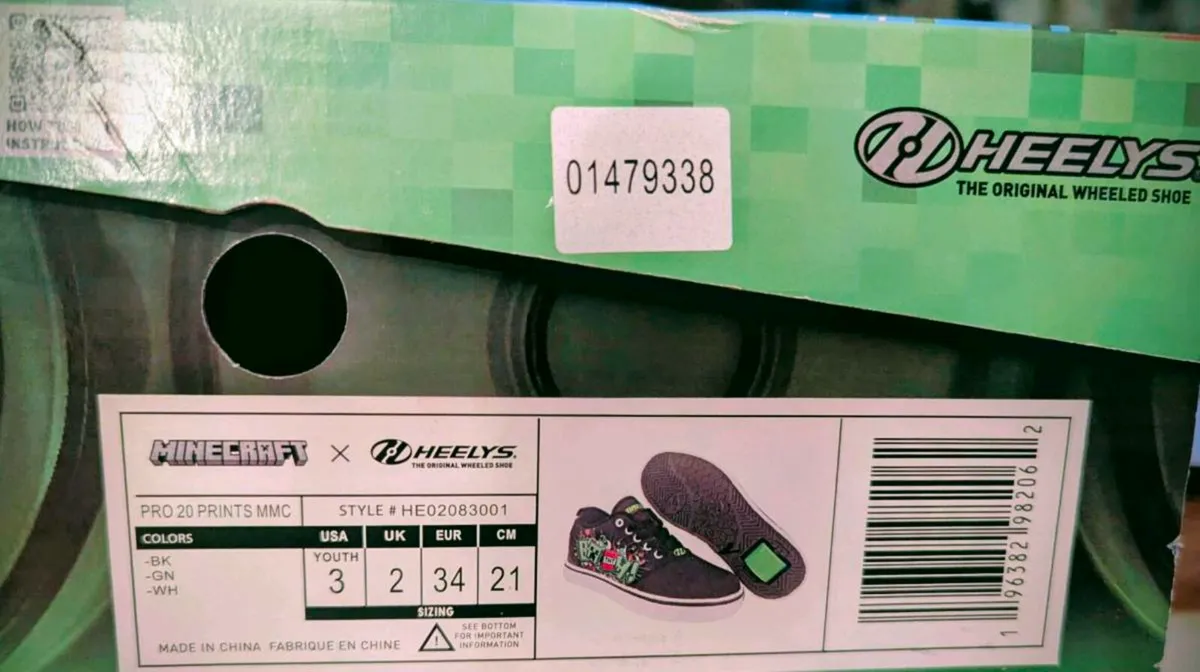 HOW
01479338
HEELYS
THE ORIGINAL WHEELED SHOE
MINECRAFT X HEELYS.
THE ORIGINAL WHEELED SHOE
PRO 20 PRINTS MMC
STYLE # HE02083001
COLORS
-BK
-GN
-WH
USA UK EUR CM
YOUTH
3 2 34 21
SIZING
MADE IN CHINA FABRIQUE EN CHINE
SEE BOTTOM
FOR IMPORTANT
INFORMATION
1 96382 98206 2